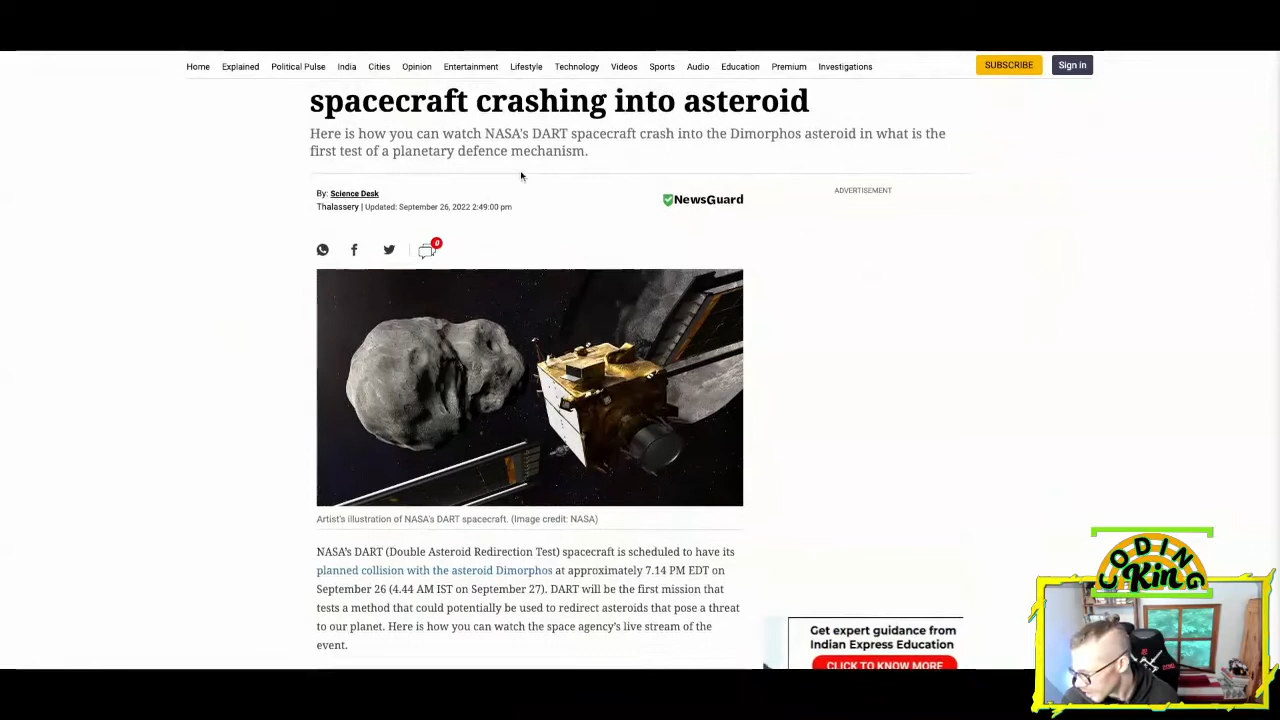 Home Explained Political Pulse India Cities Opinion Entertainment Lifestyle Technology Videos Sports Audio Education Premium Investigations SUBSCRIBE Sign in
spacecraft crashing into asteroid
Here is how you can watch NASA's DART spacecraft crash into the Dimorphos asteroid in what is the
first test of a planetary defence mechanism.
By: Science Desk
Thalassery | Updated: September 26, 2022 2:49:00 pm
NewsGuard
ADVERTISEMENT
0
Artist's illustration of NASA's DART spacecraft. (Image credit: NASA)
NASA's DART (Double Asteroid Redirection Test) spacecraft is scheduled to have its
planned collision with the asteroid Dimorphos at approximately 7.14 PM EDT on
September 26 (4.44 AM IST on September 27). DART will be the first mission that
tests a method that could potentially be used to redirect asteroids that pose a threat
to our planet. Here is how you can watch the space agency's live stream of the
event.
Get expert guidance from
Indian Express Education
CLICK TO KNOW MORE
CODING
Kin